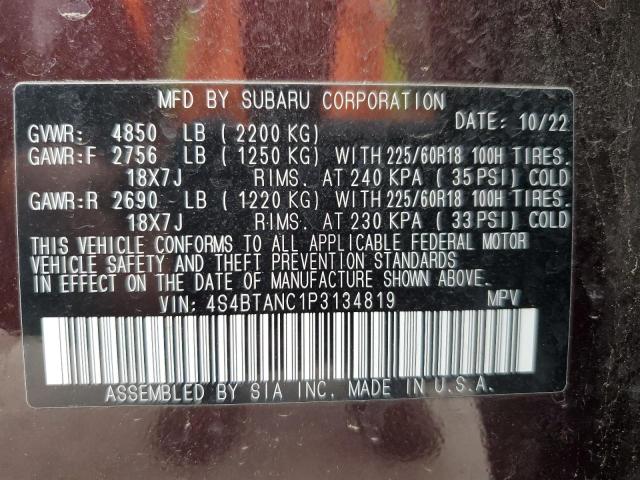 MFD BY SUBARU CORPORATION
DATE: 10/22
GVWR: 4850 LB (2200 KG)
GAWR:F 2756 LB (1250 KG) WITH 225/60R18 100H TIRES.
18X7J RIMS. AT 240 KPA (35 PSI) COLD
GAWR:R 2690 LB (1220 KG) WITH 225/60R18 100H TIRES.
18X7J RIMS. AT 230 KPA (33 PSI) COLD
THIS VEHICLE CONFORMS TO ALL APPLICABLE FEDERAL MOTOR
VEHICLE SAFETY AND THEFT PREVENTION STANDARDS
IN EFFECT ON THE DATE OF MANUFACTURE SHOWN ABOVE.
VIN: 4S4BTANC1P3134819 MPV
ASSEMBLED BY SIA INC. MADE IN U.S.A.